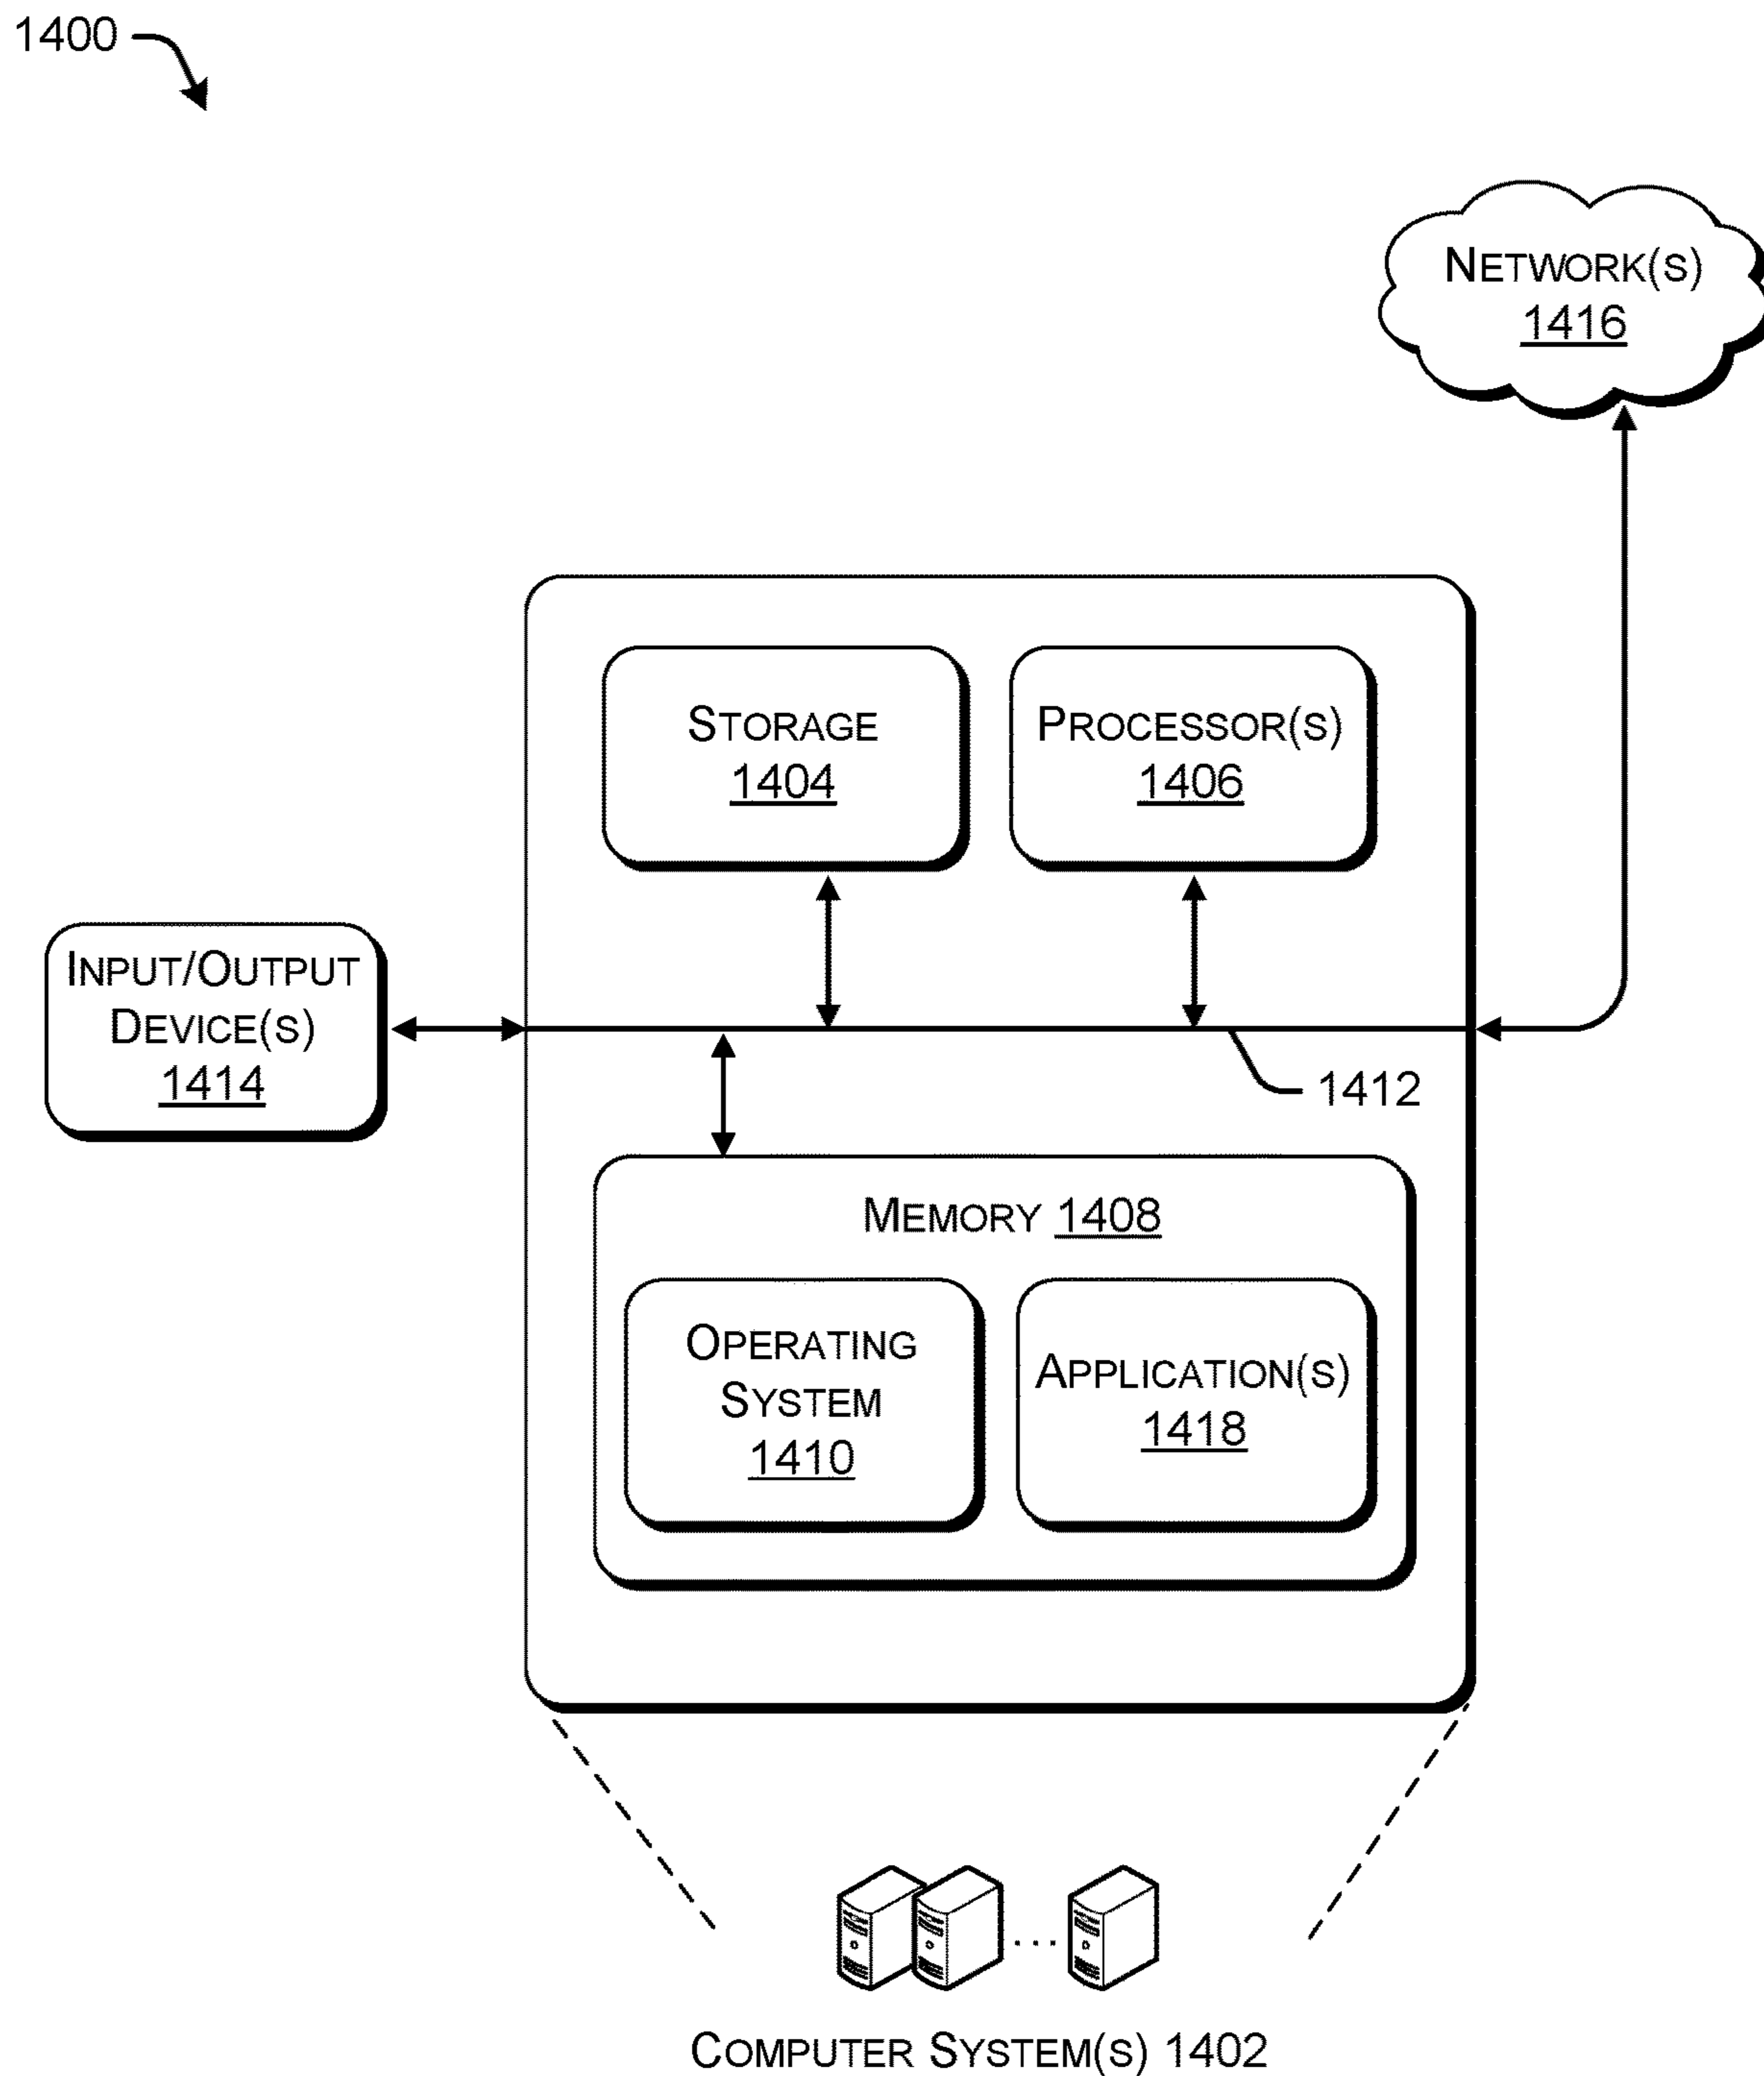 1400
NETWORK(S)
1416
STORAGE
1404
PROCESSOR(S)
1406
INPUT/OUTPUT
DEVICE(S)
1414
1412
MEMORY 1408
OPERATING
SYSTEM
1410
APPLICATION(S)
1418
...
COMPUTER SYSTEM(S) 1402